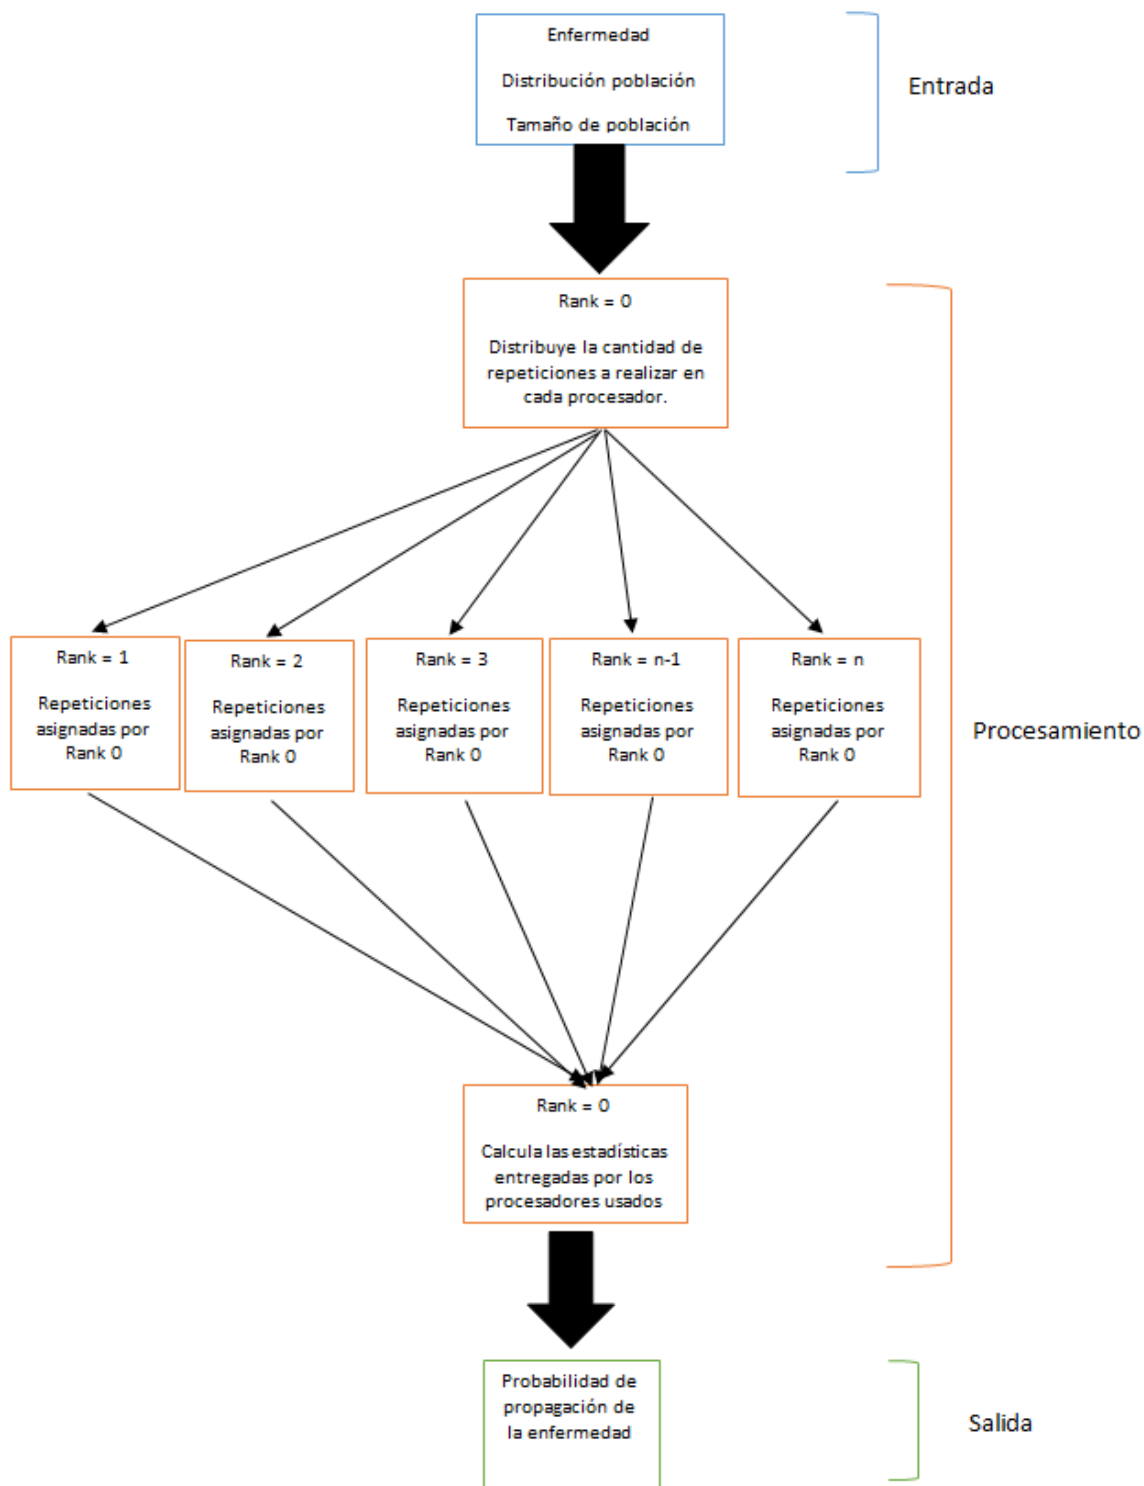 Enfermedad
Distribución población
Tamaño de población
Entrada
Rank = 0
Distribuye la cantidad de
repeticiones a realizar en
cada procesador.
Rank = 1
Repeticiones
asignadas por
Rank 0
Rank = 2
Repeticiones
asignadas por
Rank 0
Rank = 3
Repeticiones
asignadas por
Rank 0
Rank = n-1
Repeticiones
asignadas por
Rank 0
Rank = n
Repeticiones
asignadas por
Rank 0
Procesamiento
Rank = 0
Calcula las estadísticas
entregadas por los
procesadores usados
Probabilidad de
propagación de
la enfermedad
Salida